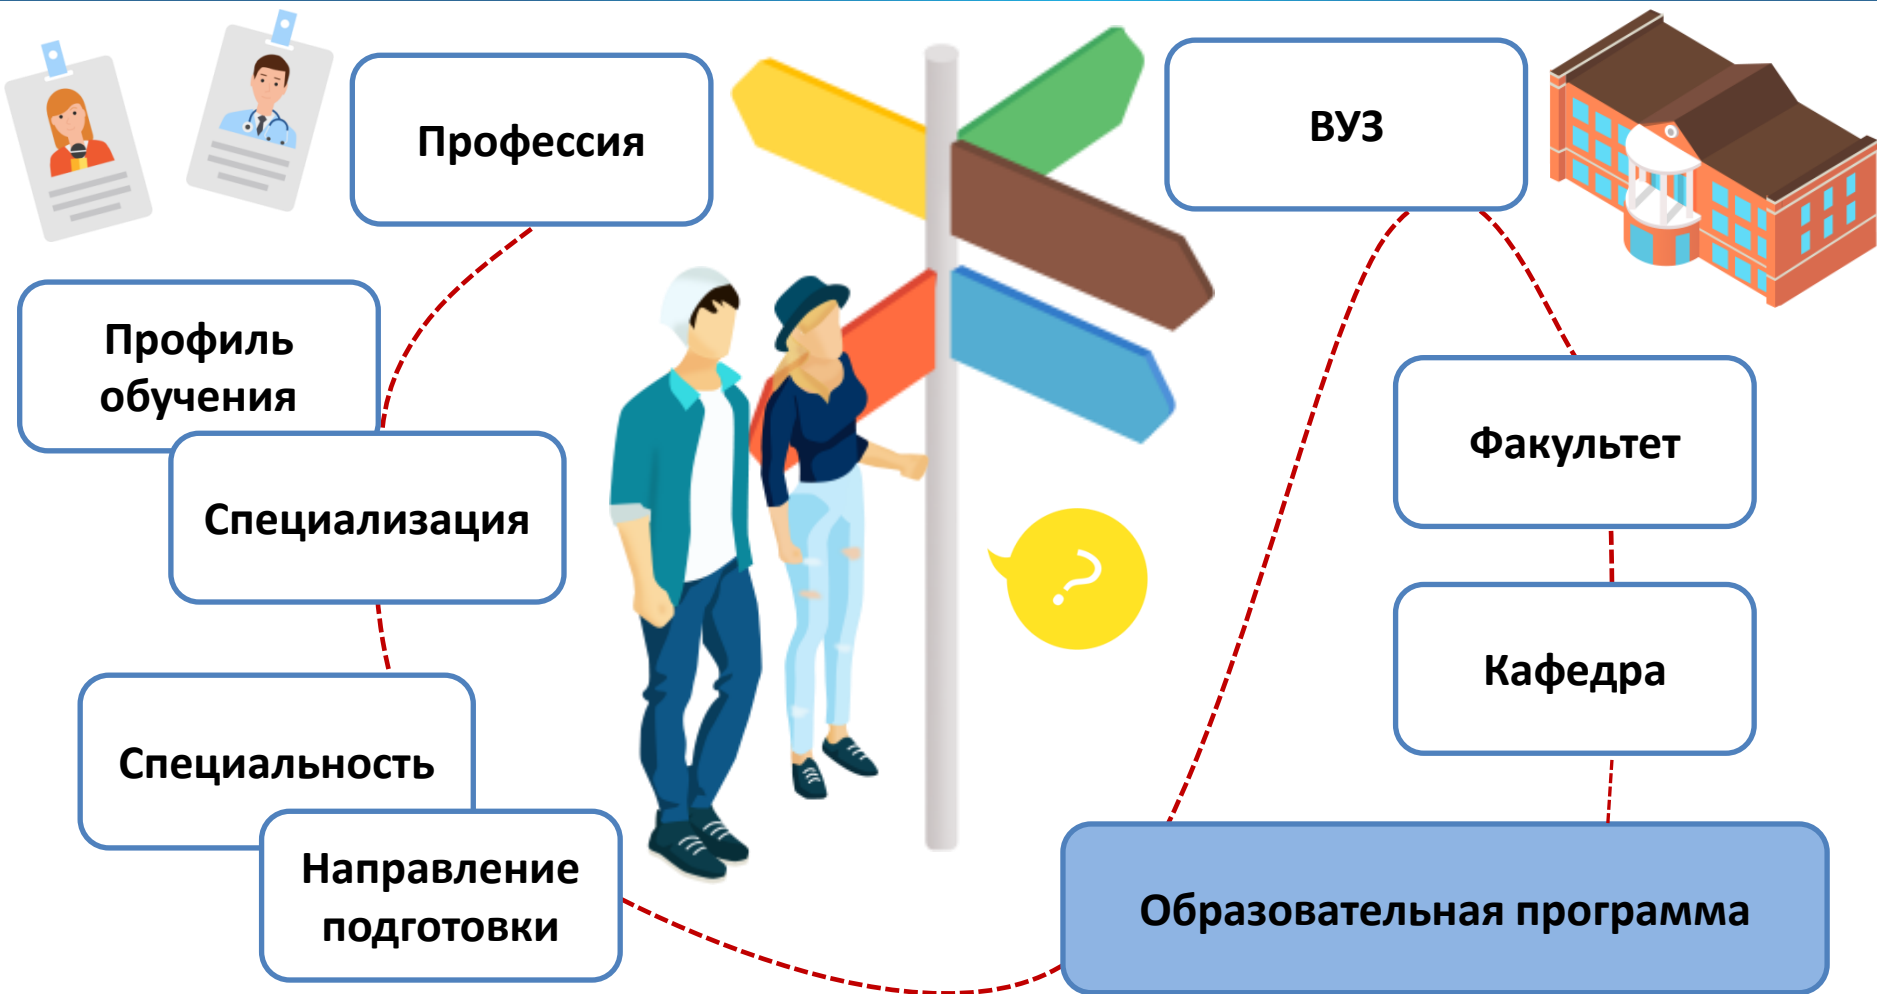 Профессия
ВУЗ
Профиль
обучения
Специализация
Факультет
?
Кафедра
Специальность
Направление
подготовки
Образовательная программа